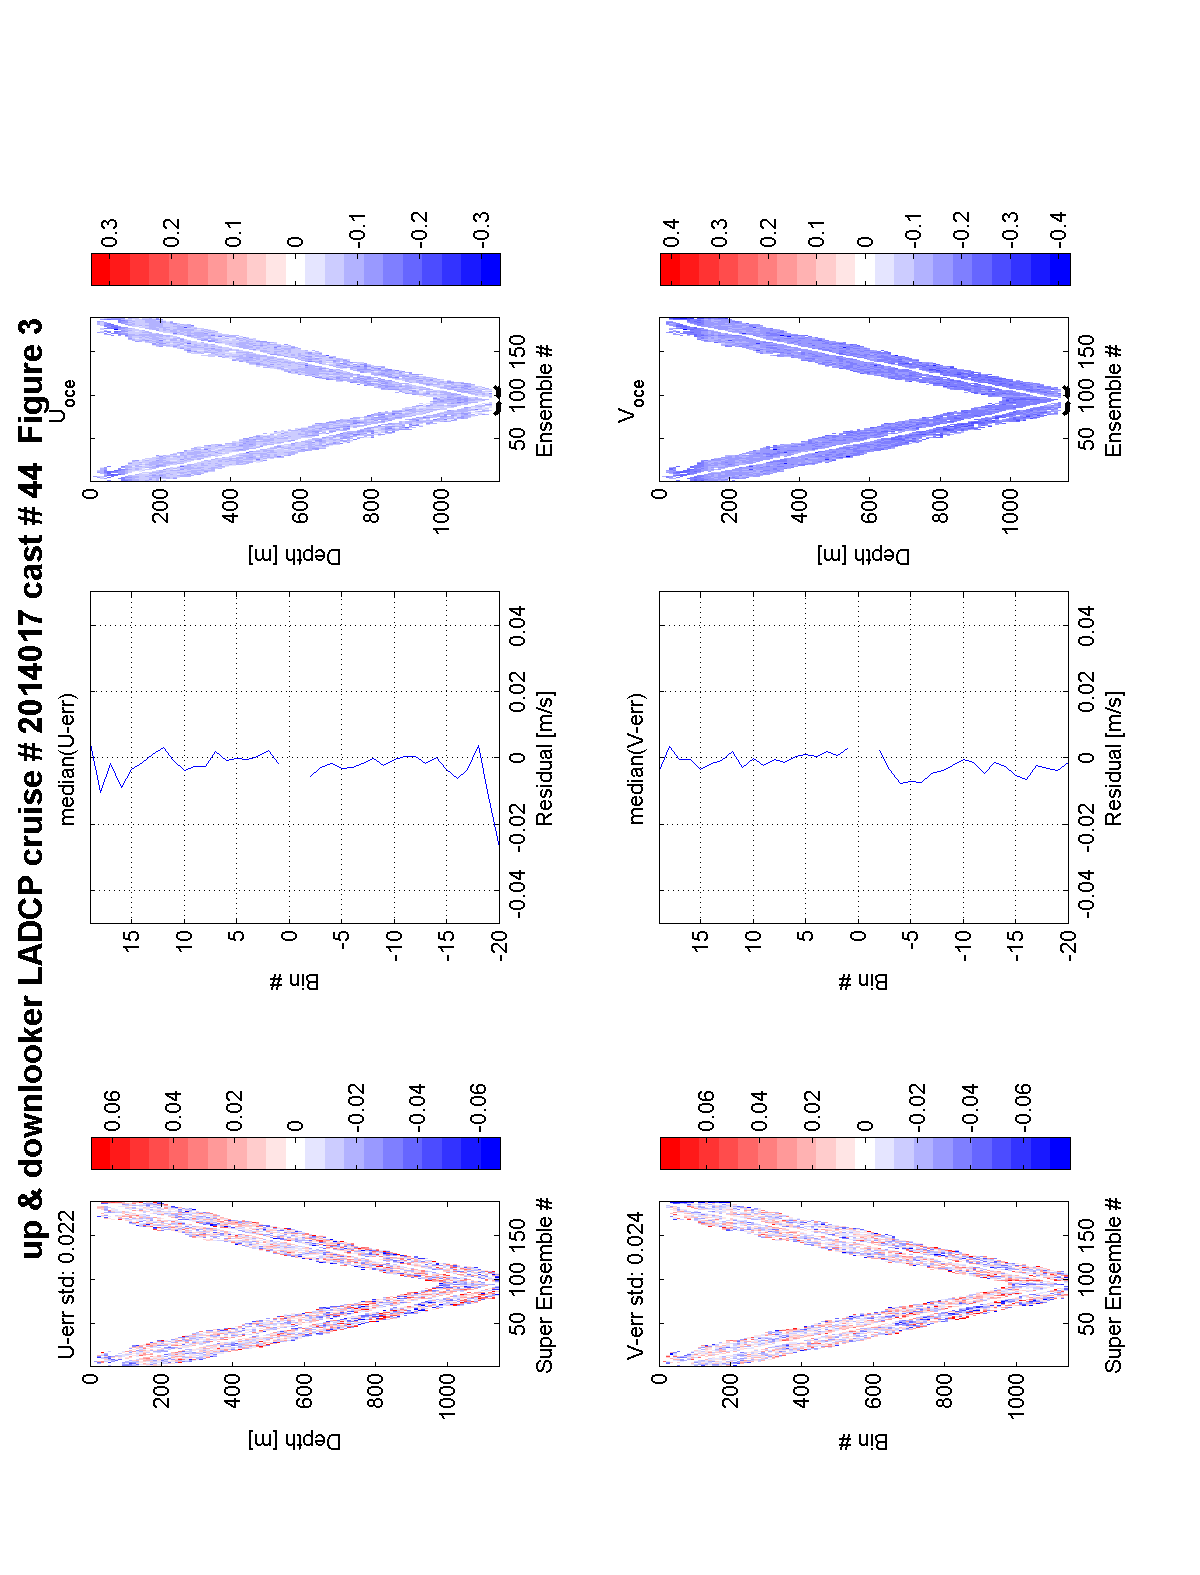 up & downlooker LADCP cruise # 2014017 cast # 44 Figure 3
U-err std: 0.022
0
200
400
600
800
1000
Depth [m]
50 100 150
Super Ensemble #
0.06
0.04
0.02
0
-0.02
-0.04
-0.06
median(U-err)
15
10
5
0
-5
-10
-15
-20
Bin #
-0.04 -0.02 0 0.02 0.04
Residual [m/s]
Uoce
0
200
400
600
800
1000
Depth [m]
50 100 150
Ensemble #
0.3
0.2
0.1
0
-0.1
-0.2
-0.3
V-err std: 0.024
0
200
400
600
800
1000
Bin #
50 100 150
Super Ensemble #
0.06
0.04
0.02
0
-0.02
-0.04
-0.06
median(V-err)
15
10
5
0
-5
-10
-15
-20
Bin #
-0.04 -0.02 0 0.02 0.04
Residual [m/s]
Voce
0
200
400
600
800
1000
Depth [m]
50 100 150
Ensemble #
0.4
0.3
0.2
0.1
0
-0.1
-0.2
-0.3
-0.4